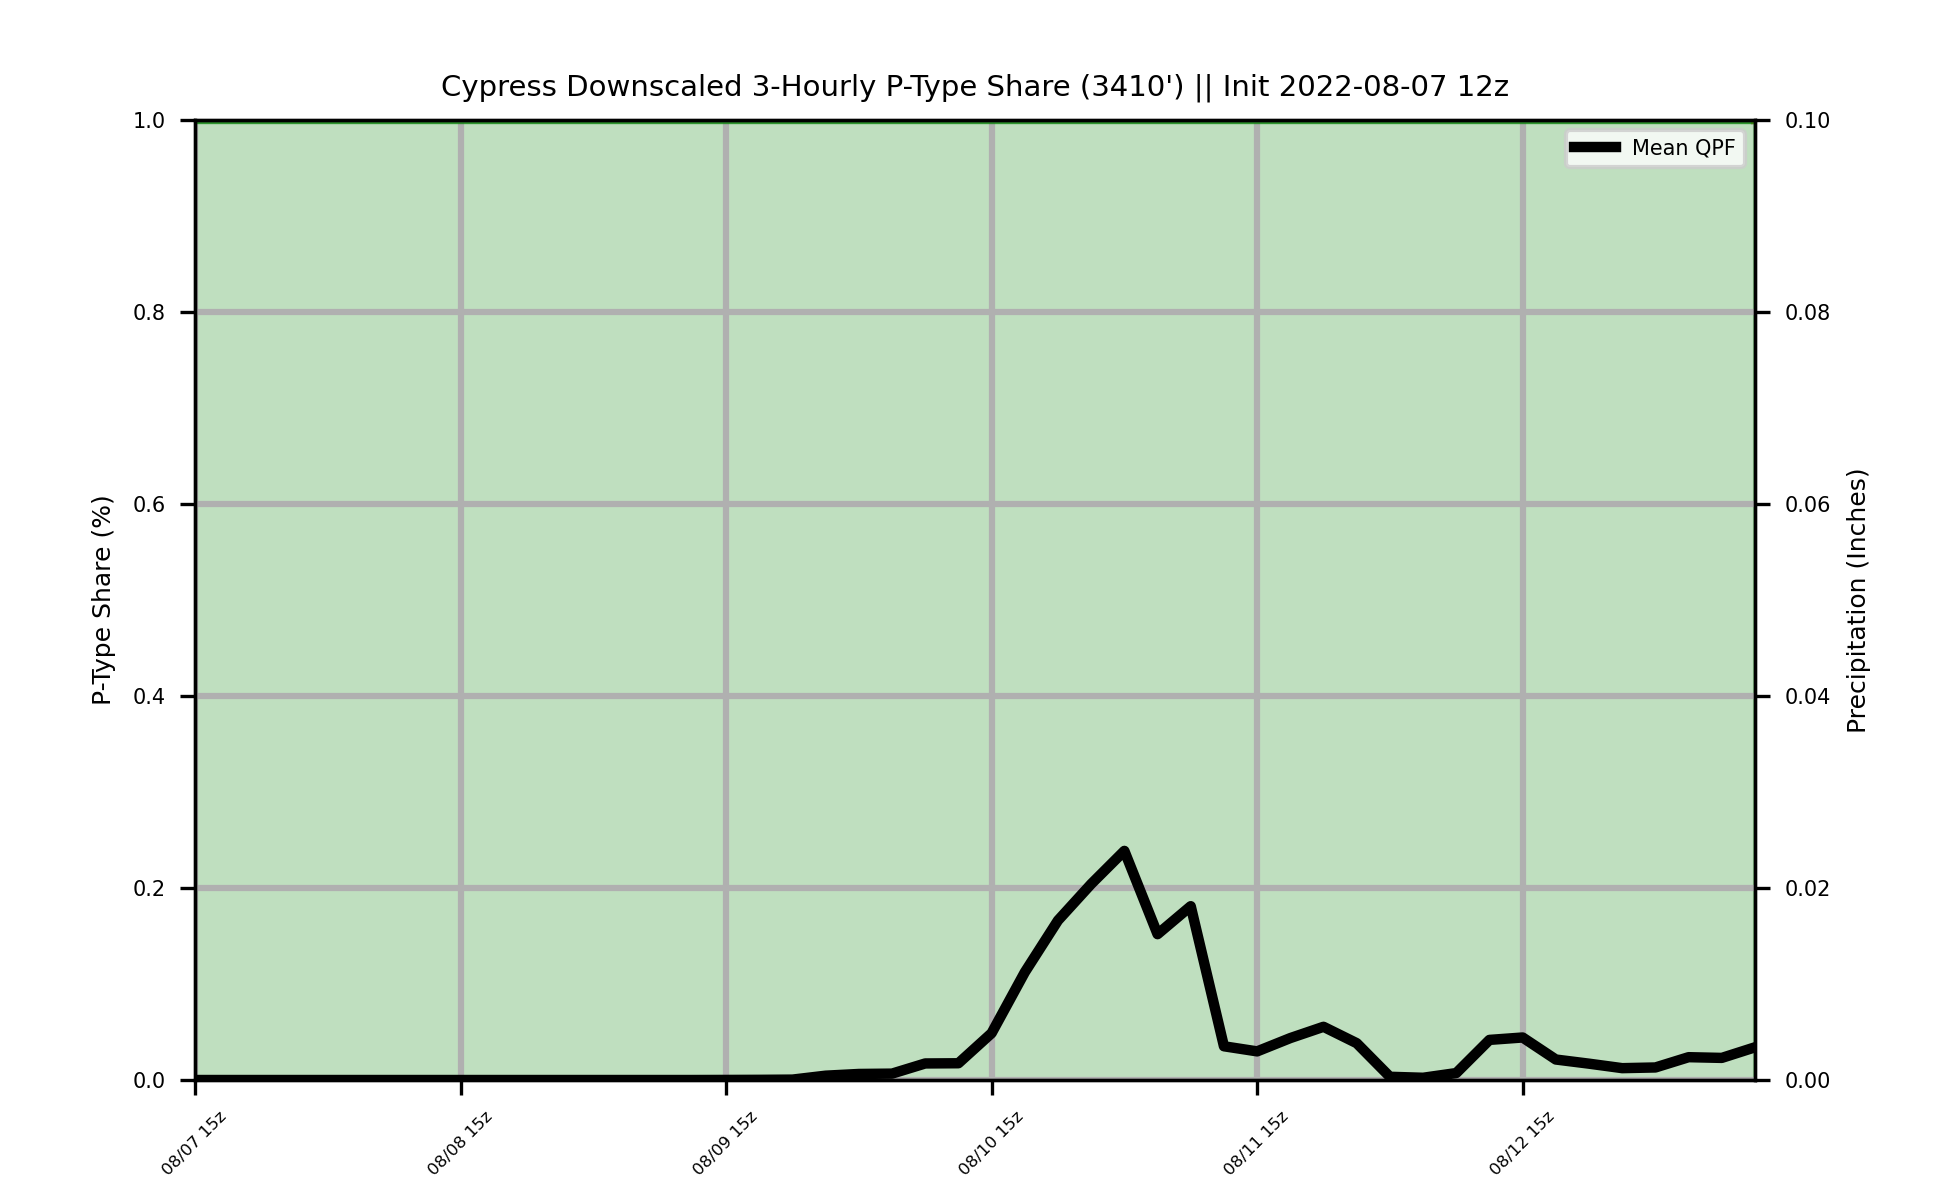 Cypress Downscaled 3-Hourly P-Type Share (3410') || Init 2022-08-07 12z
Mean QPF
P-Type Share (%)
1.0
0.8
0.6
0.4
0.2
0.0
0.10
0.08
0.06
0.04
0.02
0.00
Precipitation (Inches)
08/07 15z
08/08 15z
08/09 15z
08/10 15z
08/11 15z
08/12 15z